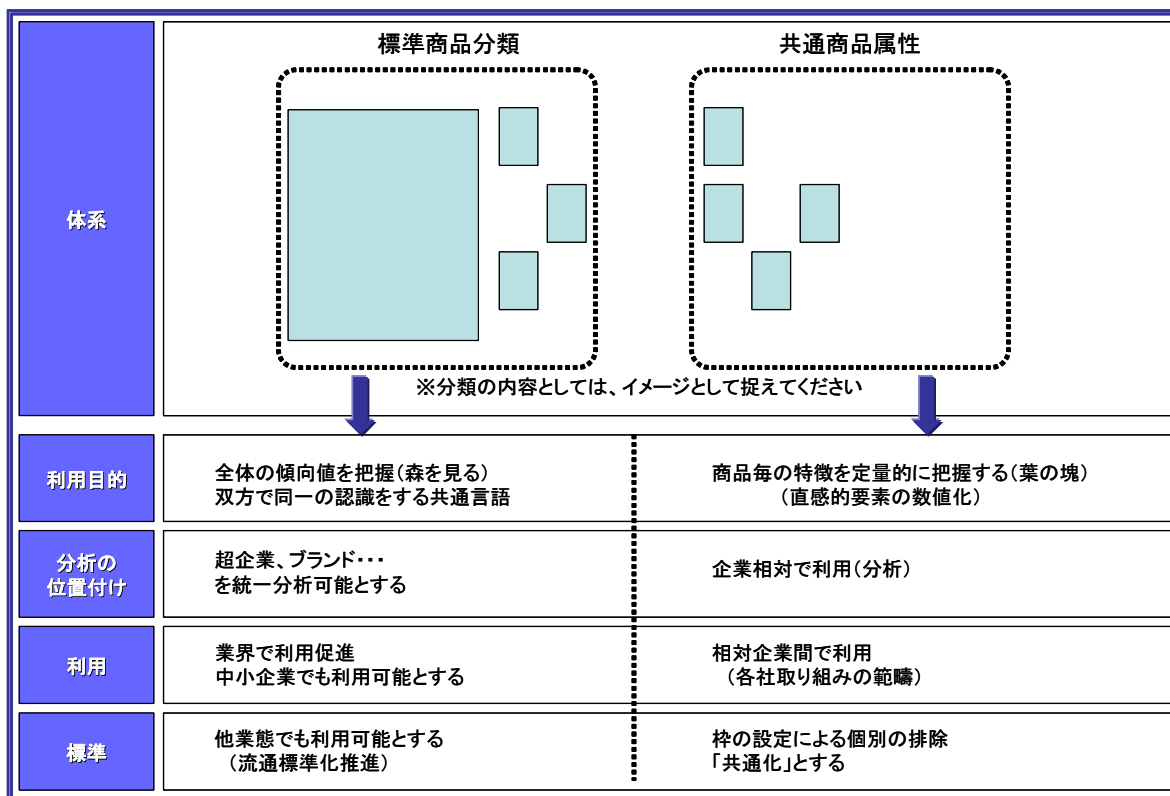 標準商品分類
共通商品属性
体系
※分類の内容としては、イメージとして捉えてください
利用目的
全体の傾向値を把握(森を見る)
双方で同一の認識をする共通言語
商品毎の特徴を定量的に把握する(葉の塊)
(直感的要素の数値化)
分析の
位置付け
超企業、ブランド・・・
を統一分析可能とする
企業相対で利用(分析)
利用
業界で利用促進
中小企業でも利用可能とする
相対企業間で利用
(各社取り組みの範疇)
標準
他業態でも利用可能とする
(流通標準化推進)
枠の設定による個別の排除
「共通化」とする